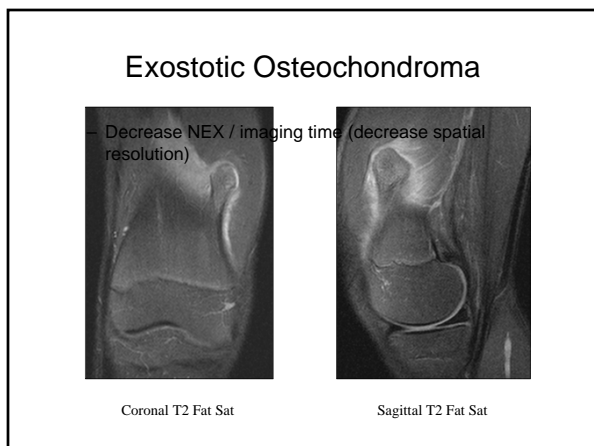 Exostotic Osteochondroma
– Decrease NEX / imaging time (decrease spatial
resolution)
Coronal T2 Fat Sat
Sagittal T2 Fat Sat